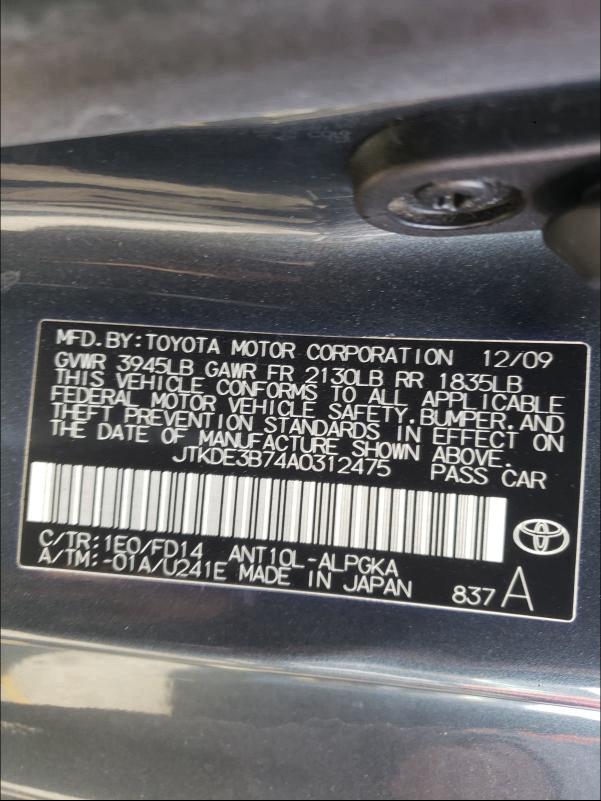 MFD. BY: TOYOTA MOTOR CORPORATION 12/09
GVWR 3945LB GAWR FR 2130LB RR 1835LB
THIS VEHICLE CONFORMS TO ALL APPLICABLE
FEDERAL MOTOR VEHICLE SAFETY, BUMPER, AND
THEFT PREVENTION STANDARDS IN EFFECT ON
THE DATE OF MANUFACTURE SHOWN ABOVE.
JTKDE3B74A0312475 PASS CAR
C/TR: 1E0/FD14 ANT10L-ALPGKA
A/TM: -01A/U241E MADE IN JAPAN
837 A